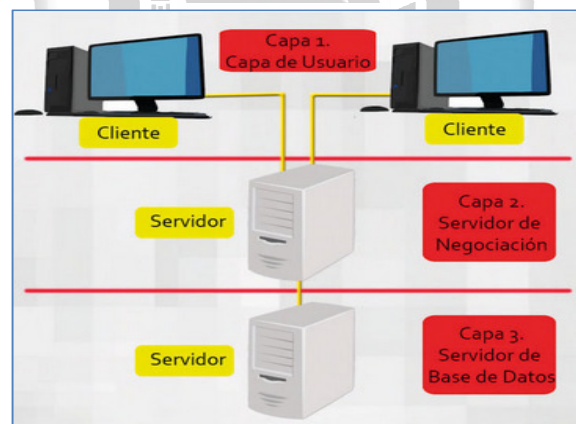 Capa 1.
Capa de Usuario
Cliente
Cliente
Servidor
Capa 2.
Servidor de
Negociación
Servidor
Capa 3.
Servidor de
Base de Datos